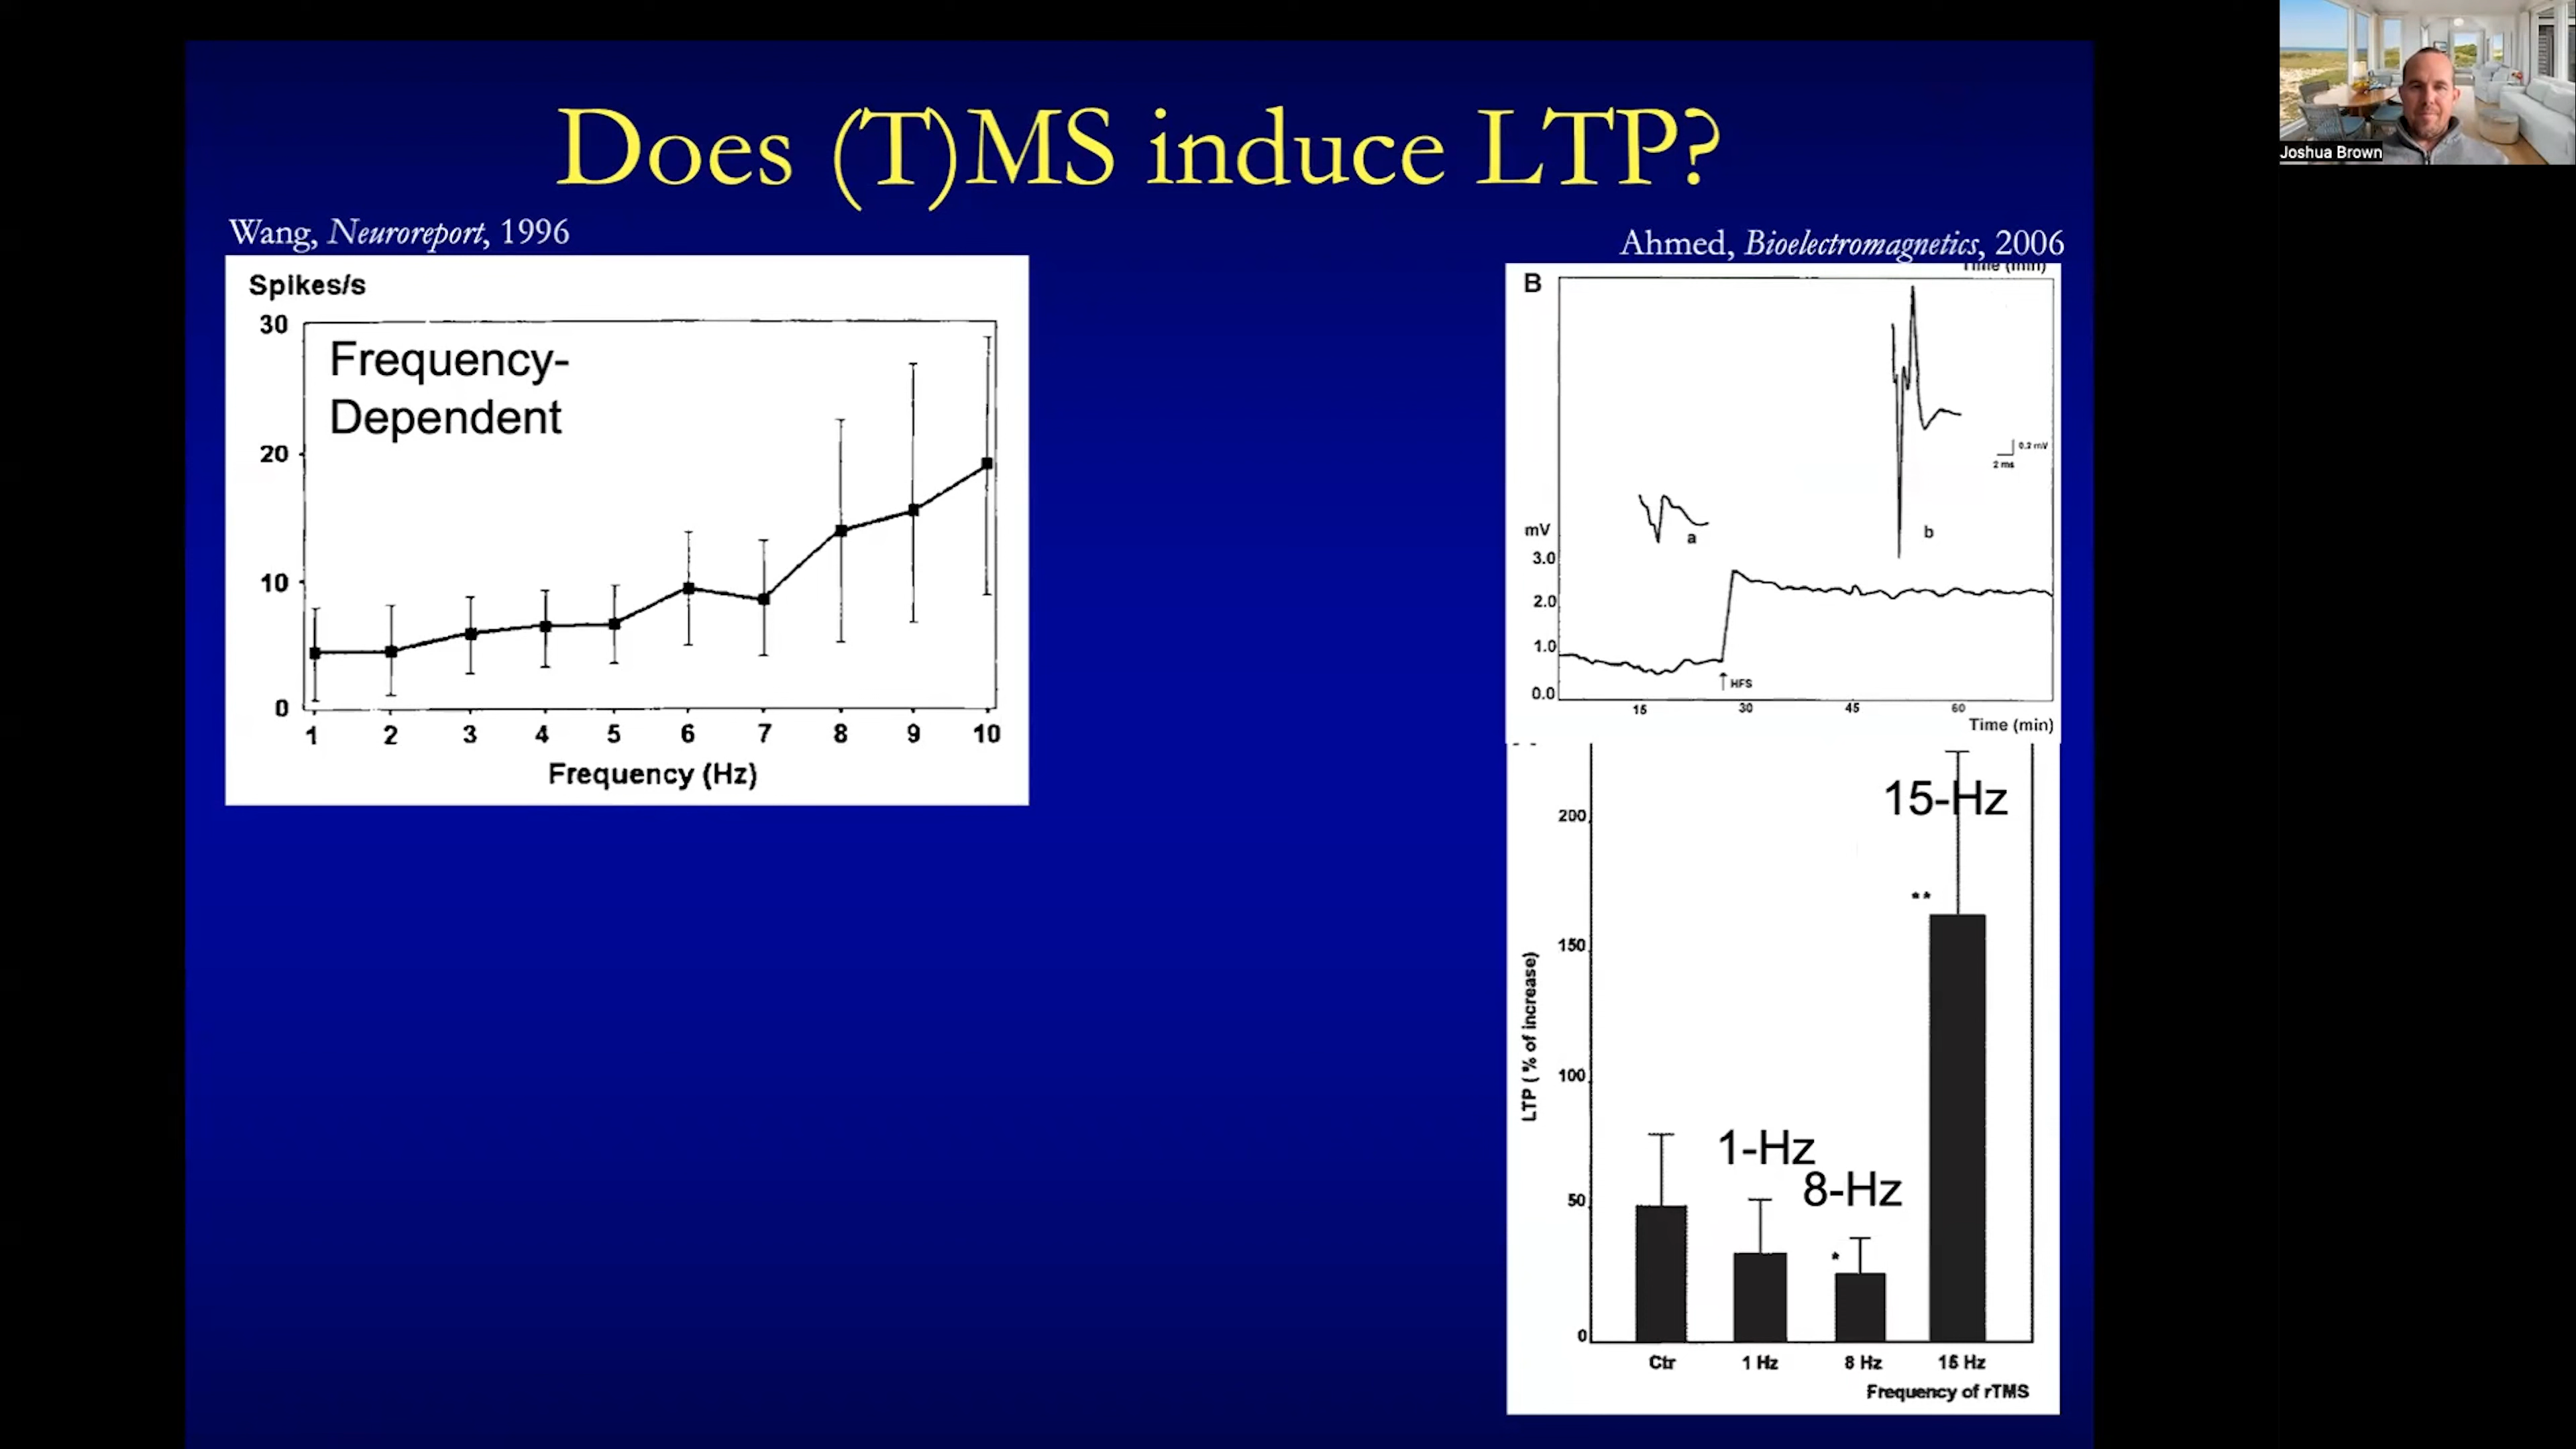 Does (T)MS induce LTP?
Joshua Brown
Wang, Neuroreport, 1996
Spikes/s
30
20
10
0
Frequency-
Dependent
1 2 3 4 5 6 7 8 9 10
Frequency (Hz)
Ahmed, Bioelectromagnetics, 2006
Time (min)
B
0.2 mV
2 ms
a
b
mV
3.0
2.0
1.0
0.0
HFS
15 30 45 60
Time (min)
LTP ( % of increase)
200
150
100
50
0
15-Hz
**
1-Hz
8-Hz
*
Ctr 1 Hz 8 Hz 15 Hz
Frequency of rTMS